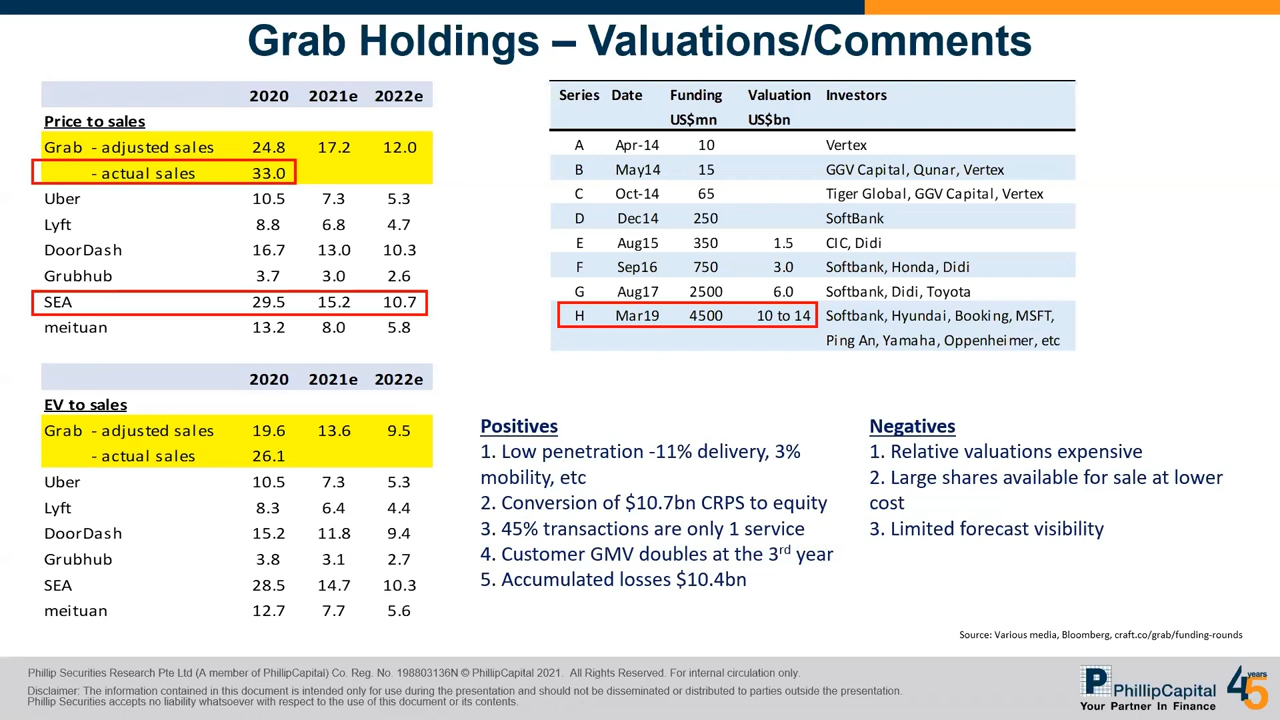 Grab Holdings – Valuations/Comments
2020 2021e 2022e
Price to sales
Grab - adjusted sales 24.8 17.2 12.0
- actual sales 33.0
Uber 10.5 7.3 5.3
Lyft 8.8 6.8 4.7
DoorDash 16.7 13.0 10.3
Grubhub 3.7 3.0 2.6
SEA 29.5 15.2 10.7
meituan 13.2 8.0 5.8
2020 2021e 2022e
EV to sales
Grab - adjusted sales 19.6 13.6 9.5
- actual sales 26.1
Uber 10.5 7.3 5.3
Lyft 8.3 6.4 4.4
DoorDash 15.2 11.8 9.4
Grubhub 3.8 3.1 2.7
SEA 28.5 14.7 10.3
meituan 12.7 7.7 5.6
Series Date Funding Valuation Investors
US$mn US$bn
A Apr-14 10 Vertex
B May14 15 GGV Capital, Qunar, Vertex
C Oct-14 65 Tiger Global, GGV Capital, Vertex
D Dec14 250 SoftBank
E Aug15 350 1.5 CIC, Didi
F Sep16 750 3.0 Softbank, Honda, Didi
G Aug17 2500 6.0 Softbank, Didi, Toyota
H Mar19 4500 10 to 14 Softbank, Hyundai, Booking, MSFT,
Ping An, Yamaha, Oppenheimer, etc
Positives
1. Low penetration -11% delivery, 3%
mobility, etc
2. Conversion of $10.7bn CRPS to equity
3. 45% transactions are only 1 service
4. Customer GMV doubles at the 3rd year
5. Accumulated losses $10.4bn
Negatives
1. Relative valuations expensive
2. Large shares available for sale at lower
cost
3. Limited forecast visibility
Source: Various media, Bloomberg, craft.co/grab/funding-rounds
Phillip Securities Research Pte Ltd (A member of PhillipCapital) Co. Reg. No. 198803136N © PhillipCapital 2021. All Rights Reserved. For internal circulation only.
Disclaimer: The information contained in this document is intended only for use during the presentation and should not be disseminated or distributed to parties outside the presentation.
Phillip Securities accepts no liability whatsoever with respect to the use of this document or its contents.
PhillipCapital
Your Partner In Finance
45 years